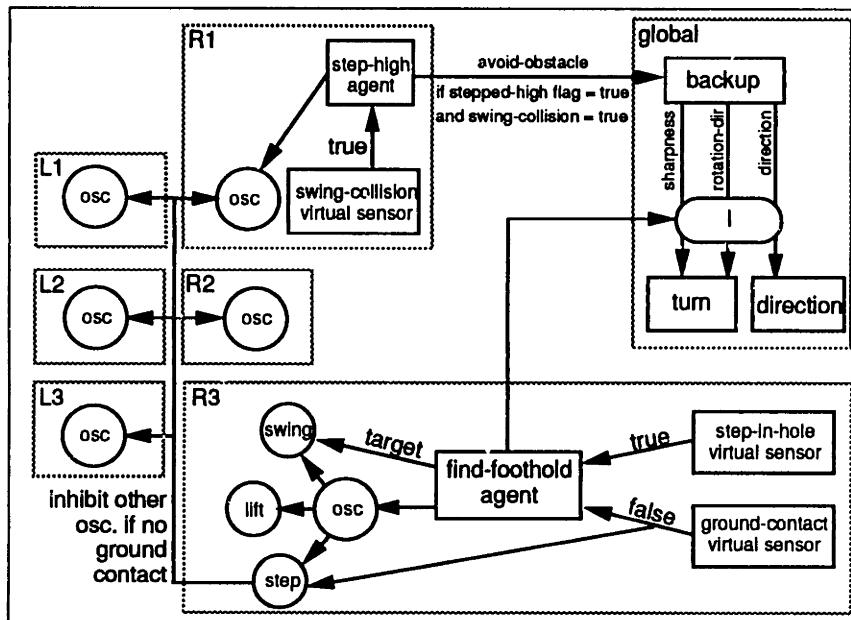 R1
step-high
agent
true
osc
swing-collision
virtual sensor
avoid-obstacle
if stepped-high flag = true
and swing-collision = true
global
backup
sharpness
rotation-dir
direction
I
turn
direction
L1
osc
L2
osc
R2
osc
L3
osc
inhibit other
osc. if no
ground
contact
R3
swing
lift
osc
step
target
find-foothold
agent
true
step-in-hole
virtual sensor
false
ground-contact
virtual sensor